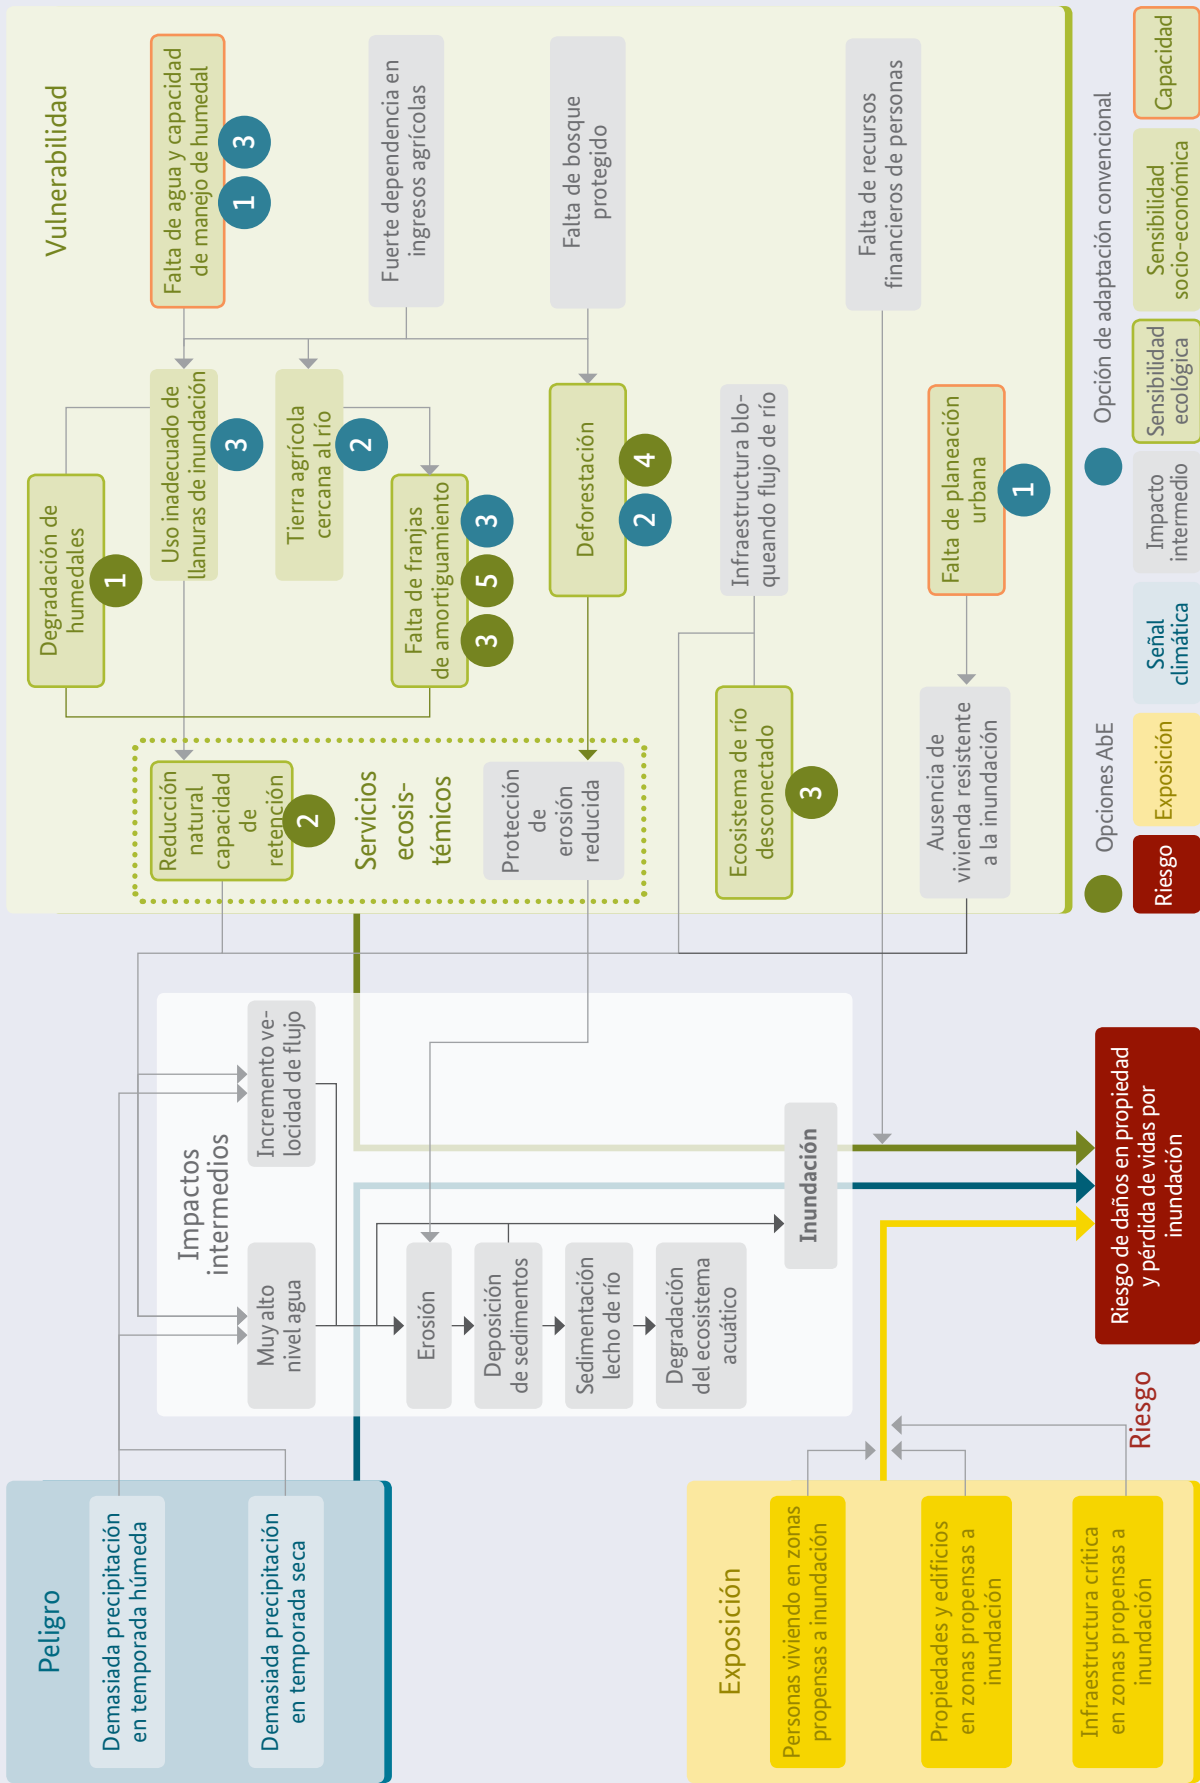 Peligro
Demasiada precipitación
en temporada húmeda
Demasiada precipitación
en temporada seca
Exposición
Personas viviendo en zonas
propensas a inundación
Propiedades y edificios
en zonas propensas a
inundación
Infraestructura crítica
en zonas propensas a
inundación
Impactos
intermedios
Muy alto
nivel agua
Incremento ve-
locidad de flujo
Erosión
Deposición
de sedimentos
Sedimentación
lecho de río
Degradación
del ecosistema
acuático
Inundación
Riesgo
Riesgo de daños en propiedad
y pérdida de vidas por
inundación
Vulnerabilidad
Degradación de
humedales
1
Falta de agua y capacidad
de manejo de humedal
1
3
Uso inadecuado de
llanuras de inundación
3
Reducción
natural
capacidad
de
retención
2
Servicios
ecosis-
témicos
Protección
de
erosión
reducida
Tierra agrícola
cercana al río
2
Fuerte dependencia en
ingresos agrícolas
Falta de franjas
de amortiguamiento
3
5
3
Deforestación
2
4
Falta de bosque
protegido
Ecosistema de río
desconectado
3
Infraestructura blo-
queando flujo de río
Falta de recursos
financieros de personas
Ausencia de
vivienda resistente
a la inundación
Falta de planeación
urbana
1
Opciones AbE
Opción de adaptación convencional
Riesgo
Exposición
Señal
climática
Impacto
intermedio
Sensibilidad
ecológica
Sensibilidad
socio-económica
Capacidad